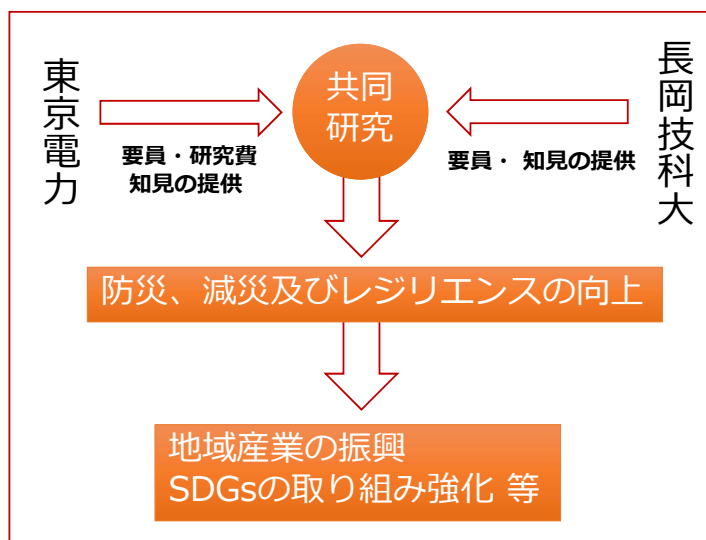 東京電力
共同
研究
長岡技科大
要員・研究費
知見の提供
要員・ 知見の提供
防災、減災及びレジリエンスの向上
地域産業の振興
SDGsの取り組み強化 等